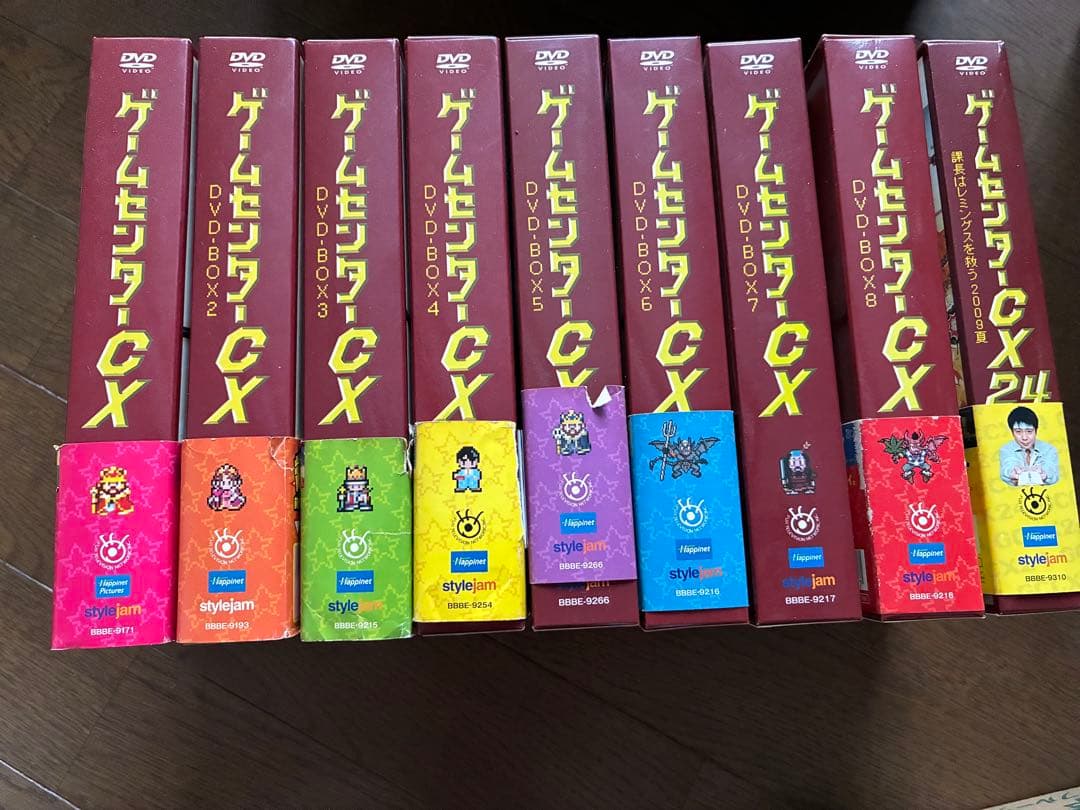 DVD
VIDEO
ゲームセンターCX
Happinet
Pictures
stylejam
BBBE-9171
DVD
VIDEO
ゲームセンターCX
DVD-BOX2
Happinet
stylejam
BBBE-9193
DVD
VIDEO
ゲームセンターCX
DVD-BOX3
Happinet
stylejam
BBBE-9215
DVD
VIDEO
ゲームセンターCX
DVD-BOX4
Happinet
stylejam
BBBE-9254
DVD
VIDEO
ゲームセンターCX
DVD-BOX5
Happinet
stylejam
BBBE-9266
BBBE-9266
DVD
VIDEO
ゲームセンターCX
DVD-BOX6
Happinet
stylejam
BBBE-9216
DVD
VIDEO
ゲームセンターCX
DVD-BOX7
Happinet
stylejam
BBBE-9217
DVD
VIDEO
ゲームセンターCX
DVD-BOX8
Happinet
stylejam
BBBE-9218
DVD
VIDEO
ゲームセンターCX
24
課長はレミングスを救う2009夏
Happinet
stylejam
BBBE-9310